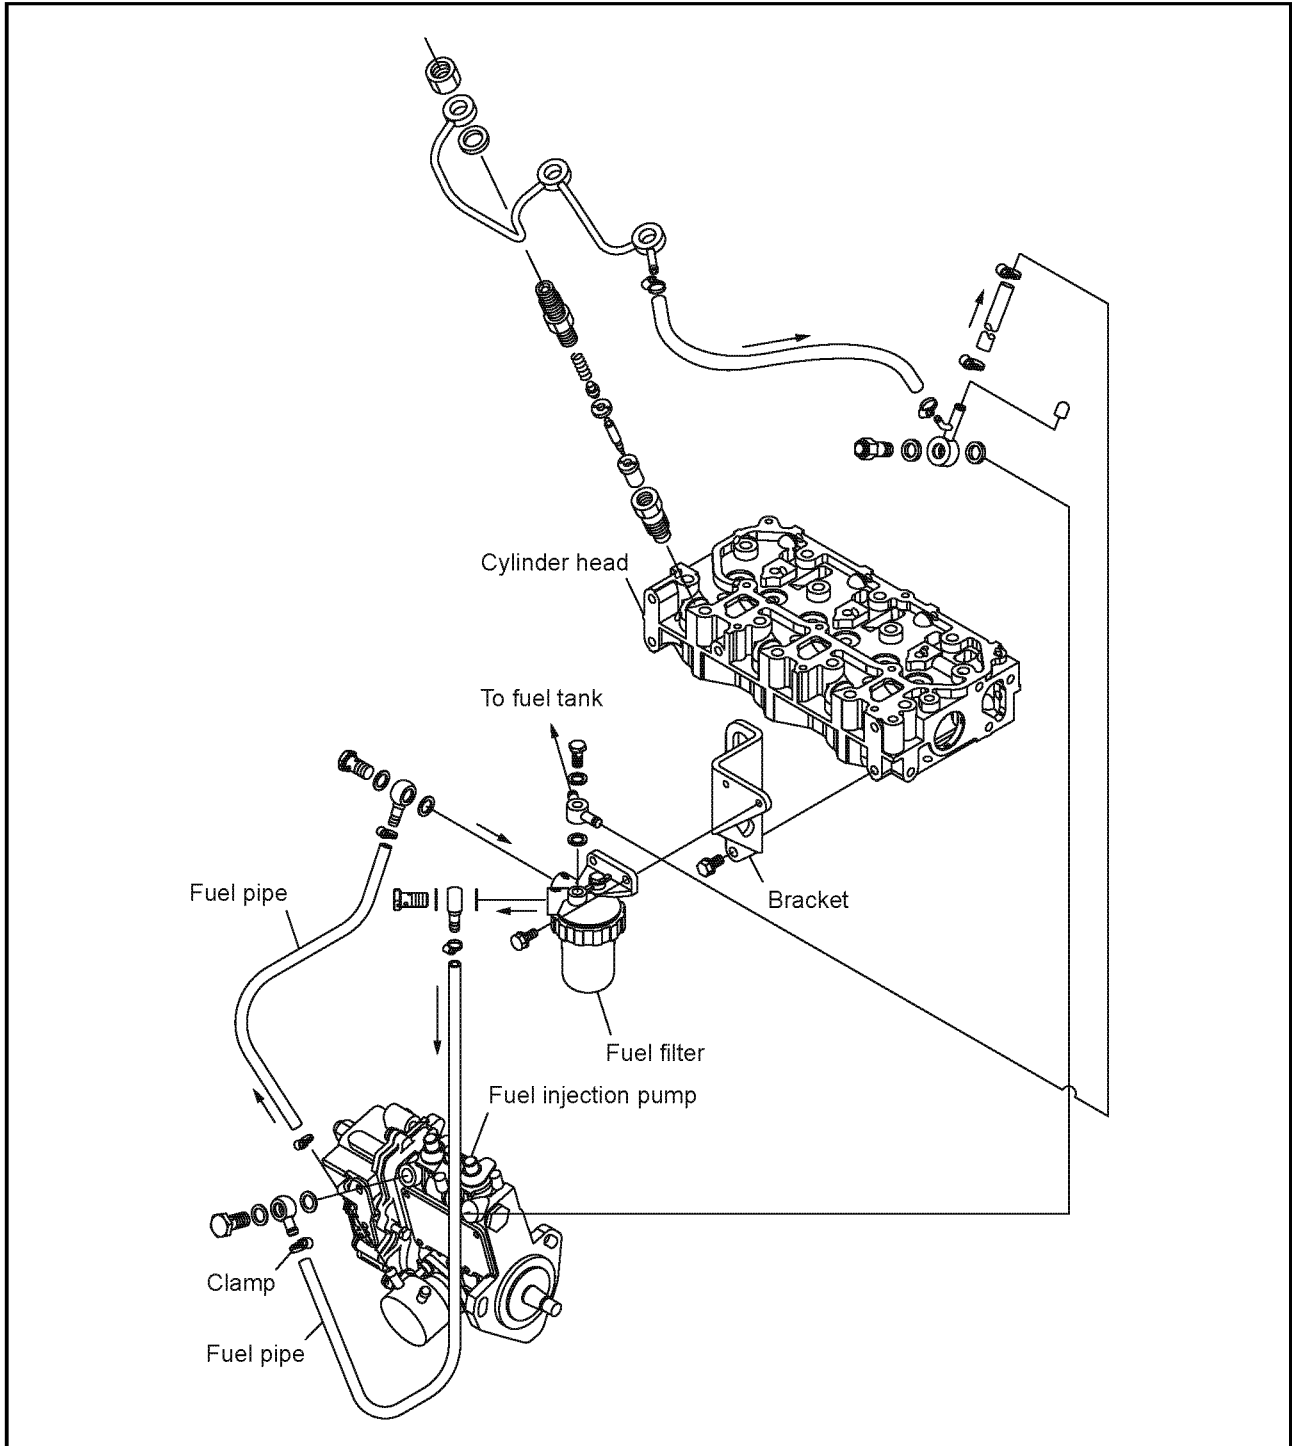 Cylinder head
To fuel tank
Fuel pipe
Bracket
Fuel filter
Fuel injection pump
Clamp
Fuel pipe